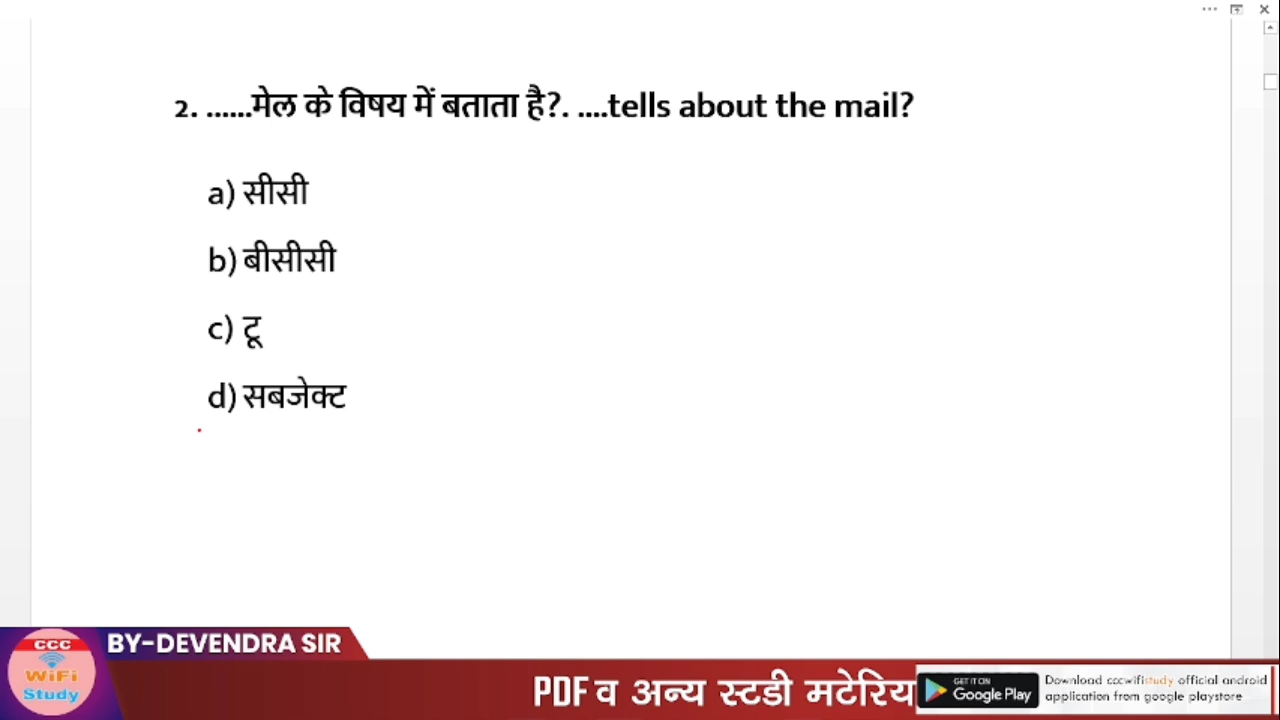 2. ......मेल के विषय में बताता है?. ....tells about the mail?
a) सीसी
b) बीसीसी
c) टू
d) सबजेक्ट
BY-DEVENDRA SIR
CCC
WiFi
Study
PDF व अन्य स्टडी मटेरिय
GET IT ON
Google Play
Download cccwifistudy official android
application from google playstore